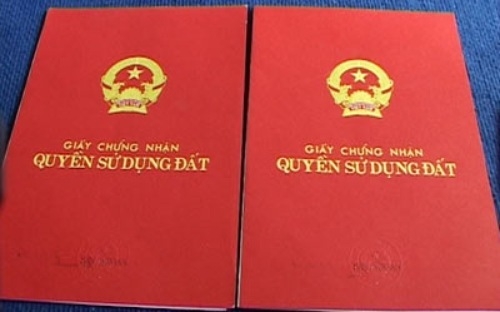 GIẤY CHỨNG NHẬN
QUYỀN SỬ DỤNG ĐẤT
GIẤY CHỨNG NHẬN
QUYỀN SỬ DỤNG ĐẤT